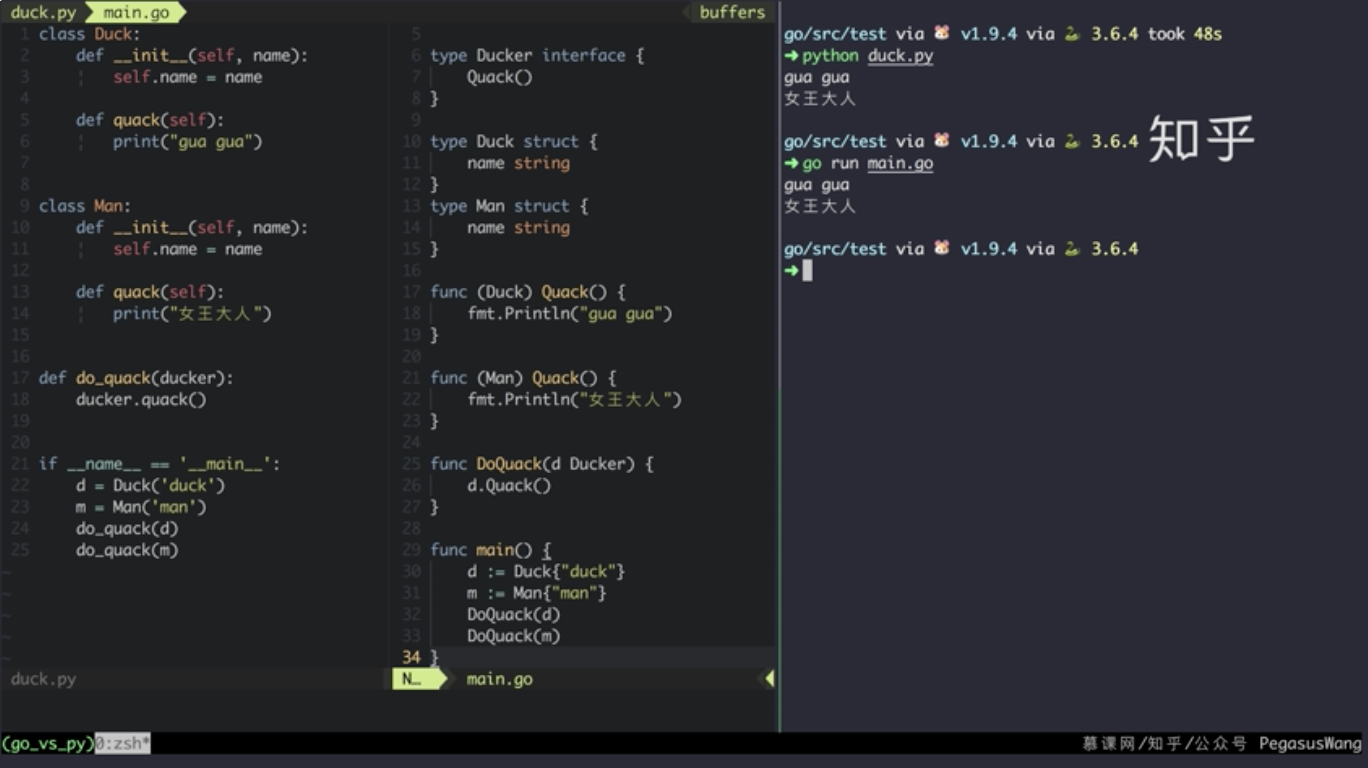 duck.py main.go buffers
1 class Duck:
2 def __init__(self, name):
3 self.name = name
4
5 def quack(self):
6 print("gua gua")
7
8
9 class Man:
10 def __init__(self, name):
11 self.name = name
12
13 def quack(self):
14 print("女王大人")
15
16
17 def do_quack(ducker):
18 ducker.quack()
19
20
21 if __name__ == '__main__':
22 d = Duck('duck')
23 m = Man('man')
24 do_quack(d)
25 do_quack(m)
~
~
~
~
~
duck.py
5
6 type Ducker interface {
7 Quack()
8 }
9
10 type Duck struct {
11 name string
12 }
13 type Man struct {
14 name string
15 }
16
17 func (Duck) Quack() {
18 fmt.Println("gua gua")
19 }
20
21 func (Man) Quack() {
22 fmt.Println("女王大人")
23 }
24
25 func DoQuack(d Ducker) {
26 d.Quack()
27 }
28
29 func main() {
30 d := Duck{"duck"}
31 m := Man{"man"}
32 DoQuack(d)
33 DoQuack(m)
34 }
N… main.go
go/src/test via 🐹 v1.9.4 via 🐍 3.6.4 took 48s
➜ python duck.py
gua gua
女王大人
go/src/test via 🐹 v1.9.4 via 🐍 3.6.4
知乎
➜ go run main.go
gua gua
女王大人
go/src/test via 🐹 v1.9.4 via 🐍 3.6.4
➜
(go_vs_py)0:zsh*
慕课网/知乎/公众号 PegasusWang